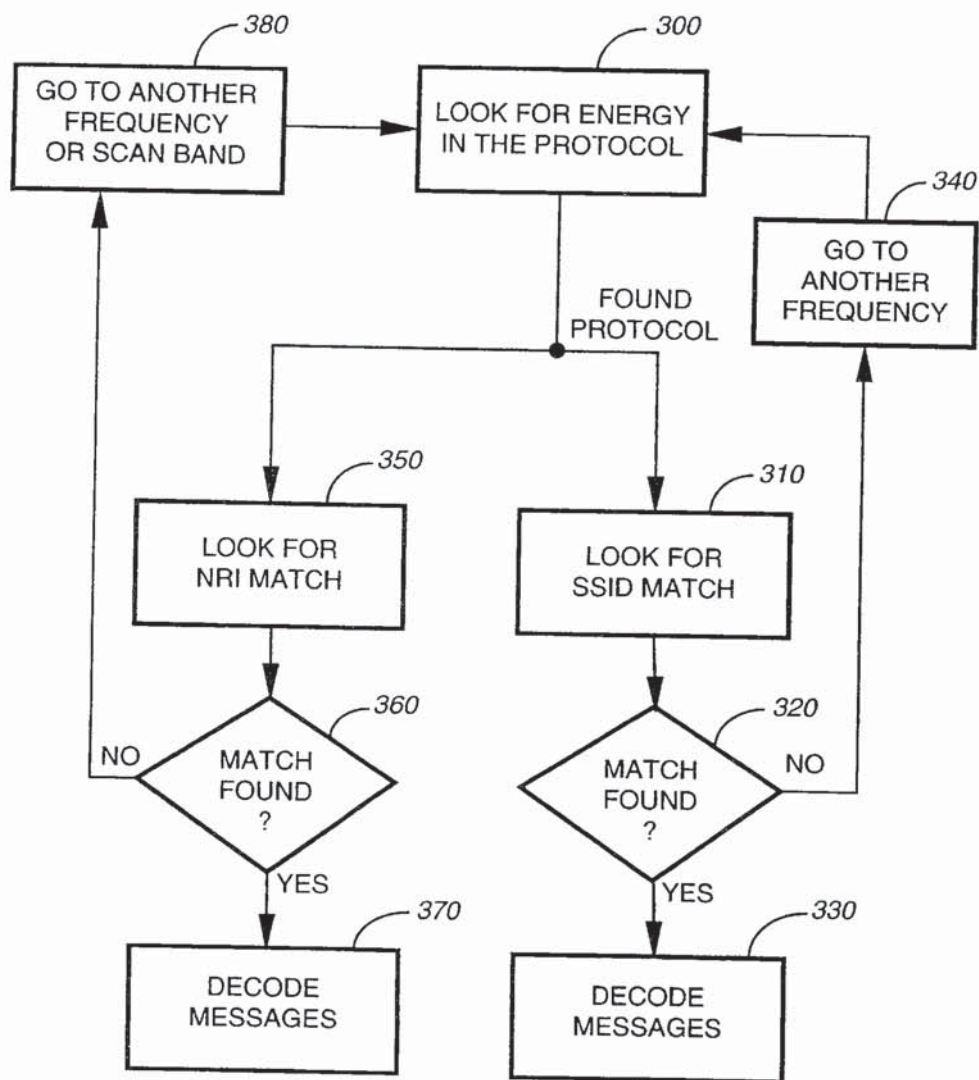 380
GO TO ANOTHER
FREQUENCY
OR SCAN BAND
300
LOOK FOR ENERGY
IN THE PROTOCOL
340
GO TO
ANOTHER
FREQUENCY
FOUND
PROTOCOL
350
LOOK FOR
NRI MATCH
310
LOOK FOR
SSID MATCH
360
MATCH
FOUND
?
NO
YES
320
MATCH
FOUND
?
NO
YES
370
DECODE
MESSAGES
330
DECODE
MESSAGES